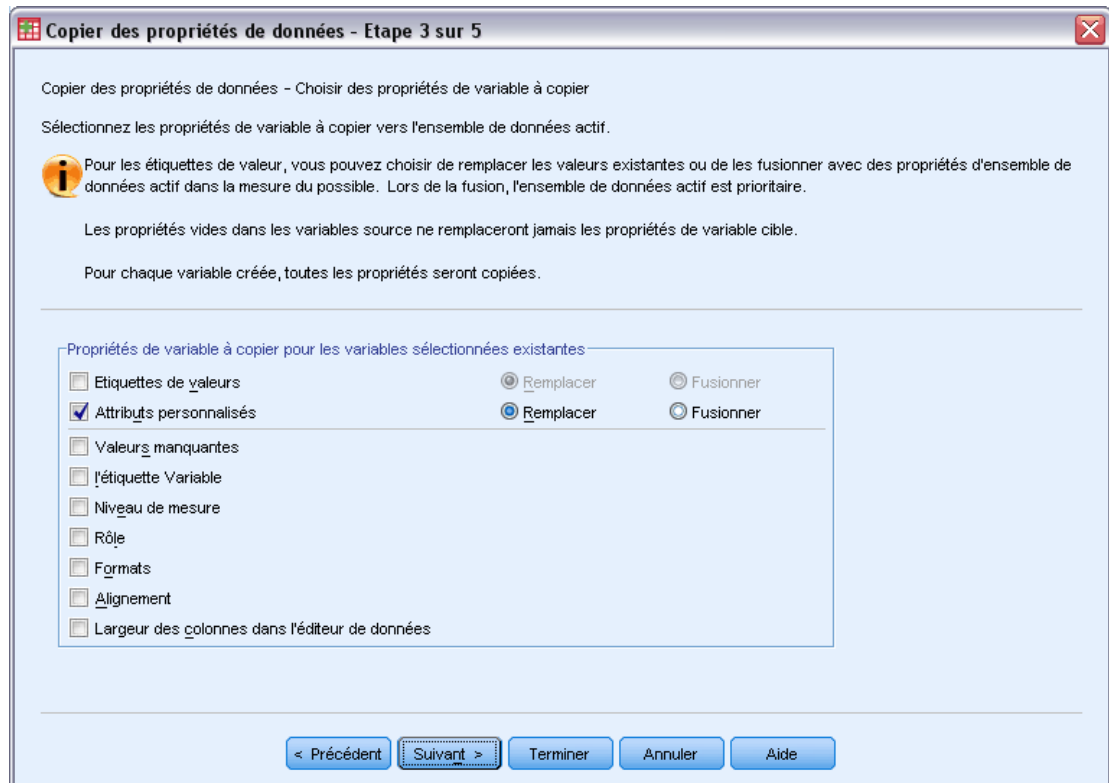 Copier des propriétés de données - Etape 3 sur 5
Copier des propriétés de données - Choisir des propriétés de variable à copier
Sélectionnez les propriétés de variable à copier vers l'ensemble de données actif.
Pour les étiquettes de valeur, vous pouvez choisir de remplacer les valeurs existantes ou de les fusionner avec des propriétés d'ensemble de
données actif dans la mesure du possible. Lors de la fusion, l'ensemble de données actif est prioritaire.
Les propriétés vides dans les variables source ne remplaceront jamais les propriétés de variable cible.
Pour chaque variable créée, toutes les propriétés seront copiées.
Propriétés de variable à copier pour les variables sélectionnées existantes
Etiquettes de valeurs Remplacer Fusionner
Attributs personnalisés Remplacer Fusionner
Valeurs manquantes
l'étiquette Variable
Niveau de mesure
Rôle
Formats
Alignement
Largeur des colonnes dans l'éditeur de données
< Précédent Suivant > Terminer Annuler Aide